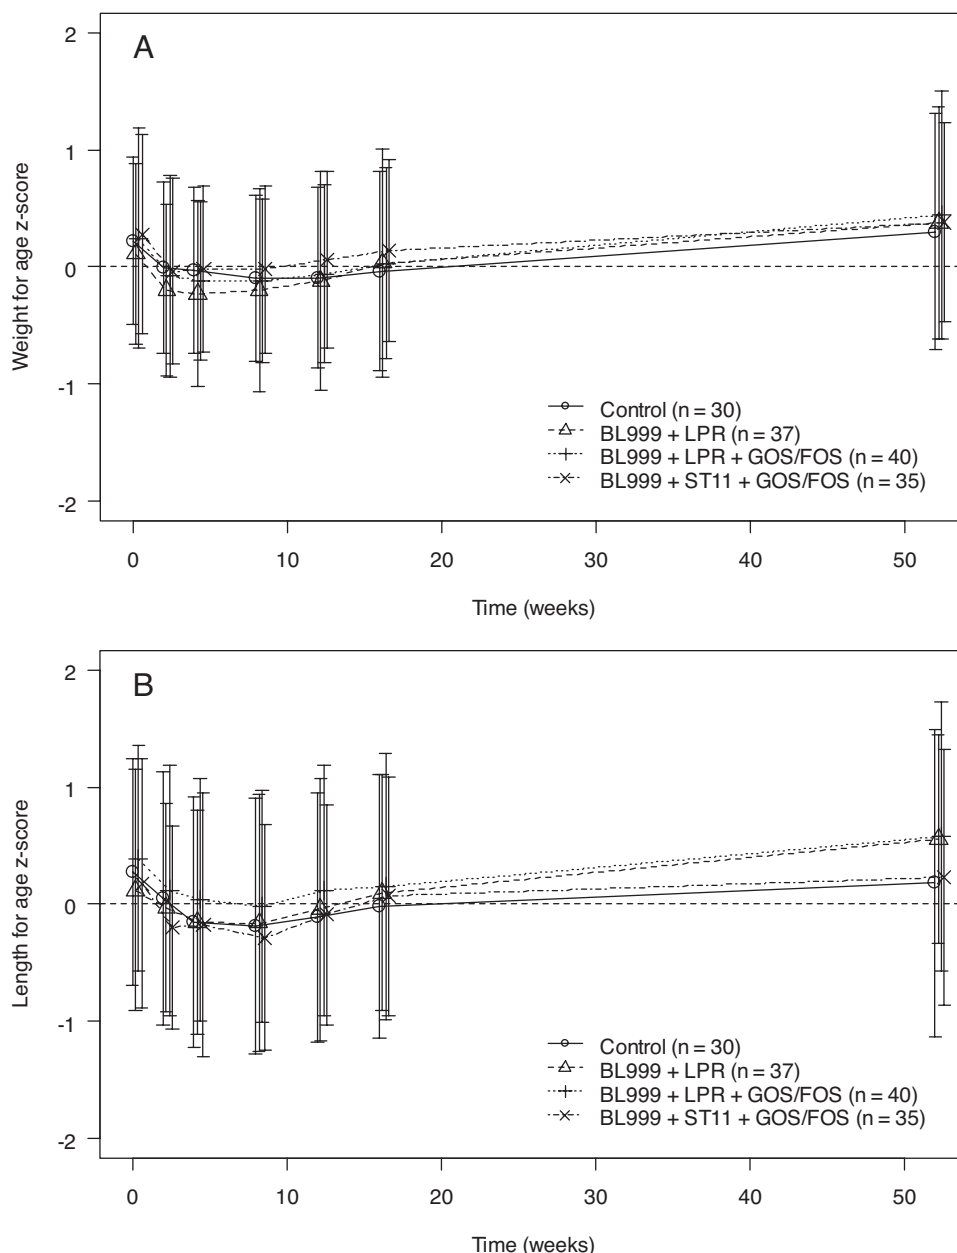 A
2
1
0
-1
-2
Weight for age z-score
Control (n = 30)
BL999 + LPR (n = 37)
BL999 + LPR + GOS/FOS (n = 40)
BL999 + ST11 + GOS/FOS (n = 35)
0 10 20 30 40 50
Time (weeks)
B
2
1
0
-1
-2
Length for age z-score
Control (n = 30)
BL999 + LPR (n = 37)
BL999 + LPR + GOS/FOS (n = 40)
BL999 + ST11 + GOS/FOS (n = 35)
0 10 20 30 40 50
Time (weeks)